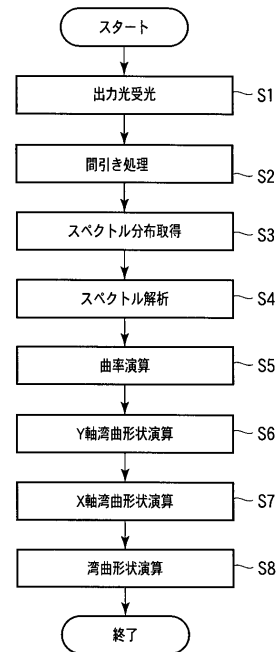 スタート
出力光受光 S1
間引き処理 S2
スペクトル分布取得 S3
スペクトル解析 S4
曲率演算 S5
Y軸湾曲形状演算 S6
X軸湾曲形状演算 S7
湾曲形状演算 S8
終了